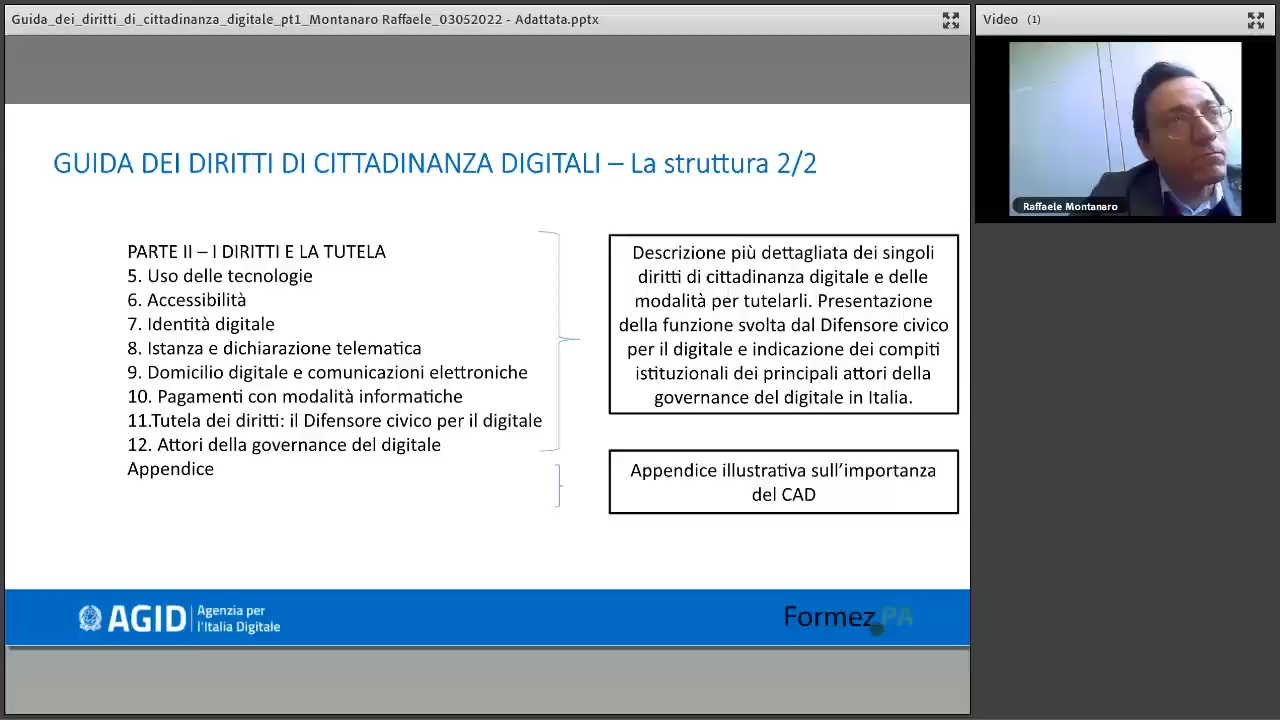 Guida_dei_diritti_di_cittadinanza_digitale_pt1_Montanaro Raffaele_03052022 - Adattata.pptx
Video (1)
Raffaele Montanaro
GUIDA DEI DIRITTI DI CITTADINANZA DIGITALI – La struttura 2/2
PARTE II – I DIRITTI E LA TUTELA
5. Uso delle tecnologie
6. Accessibilità
7. Identità digitale
8. Istanza e dichiarazione telematica
9. Domicilio digitale e comunicazioni elettroniche
10. Pagamenti con modalità informatiche
11.Tutela dei diritti: il Difensore civico per il digitale
12. Attori della governance del digitale
Appendice
Descrizione più dettagliata dei singoli
diritti di cittadinanza digitale e delle
modalità per tutelarli. Presentazione
della funzione svolta dal Difensore civico
per il digitale e indicazione dei compiti
istituzionali dei principali attori della
governance del digitale in Italia.
Appendice illustrativa sull’importanza
del CAD
AGID
Agenzia per
l'Italia Digitale
Formez PA